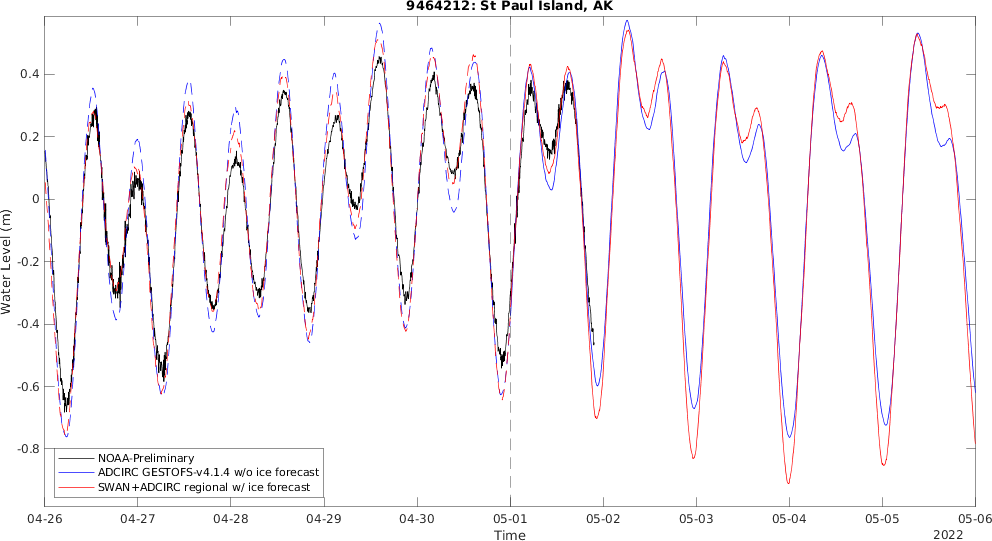 9464212: St Paul Island, AK
0.4
0.2
0
-0.2
-0.4
-0.6
-0.8
Water Level (m)
NOAA-Preliminary
ADCIRC GESTOFS-v4.1.4 w/o ice forecast
SWAN+ADCIRC regional w/ ice forecast
04-26 04-27 04-28 04-29 04-30 05-01 05-02 05-03 05-04 05-05 05-06
Time
2022